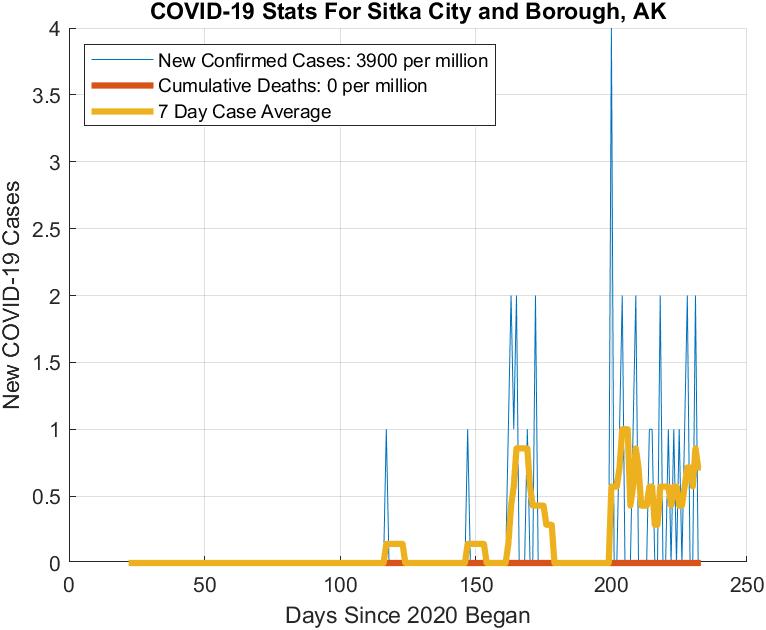 COVID-19 Stats For Sitka City and Borough, AK
New Confirmed Cases: 3900 per million
Cumulative Deaths: 0 per million
7 Day Case Average
New COVID-19 Cases
4
3.5
3
2.5
2
1.5
1
0.5
0
0 50 100 150 200 250
Days Since 2020 Began